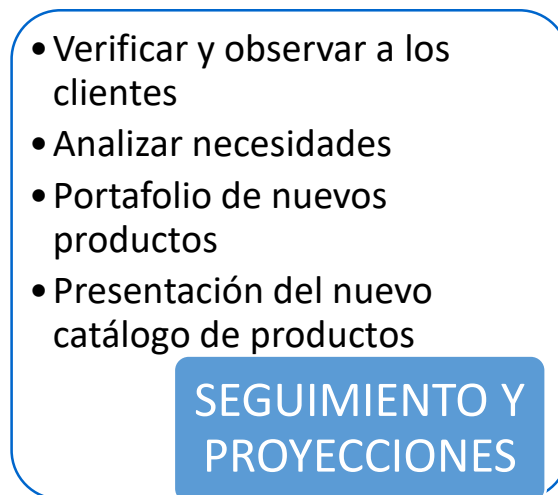 • Verificar y observar a los
clientes
• Analizar necesidades
• Portafolio de nuevos
productos
• Presentación del nuevo
catálogo de productos
SEGUIMIENTO Y
PROYECCIONES